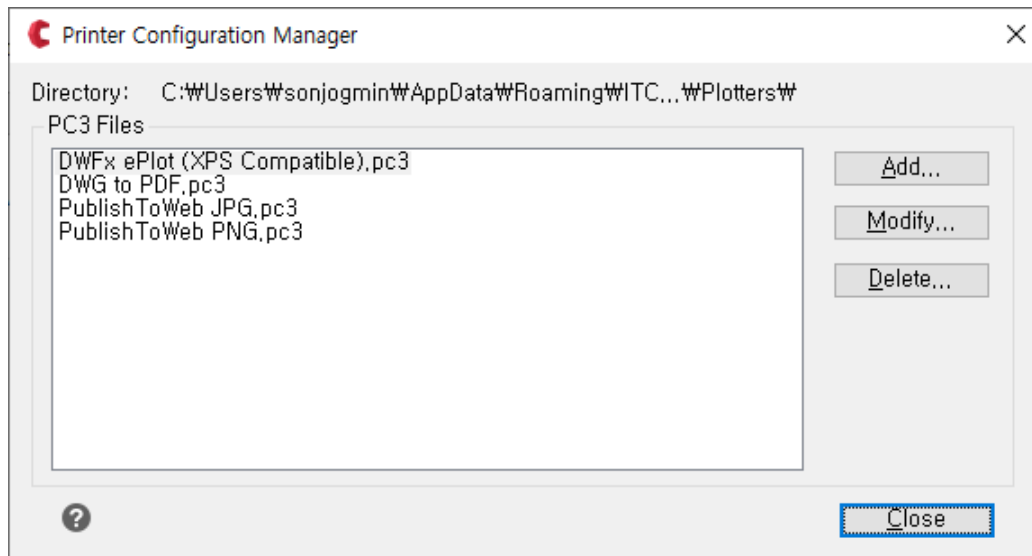 Printer Configuration Manager
Directory: C:₩Users₩sonjogmin₩AppData₩Roaming₩ITC...₩Plotters₩
PC3 Files
DWFx ePlot (XPS Compatible).pc3
DWG to PDF.pc3
PublishToWeb JPG.pc3
PublishToWeb PNG.pc3
Add...
Modify...
Delete...
?
Close